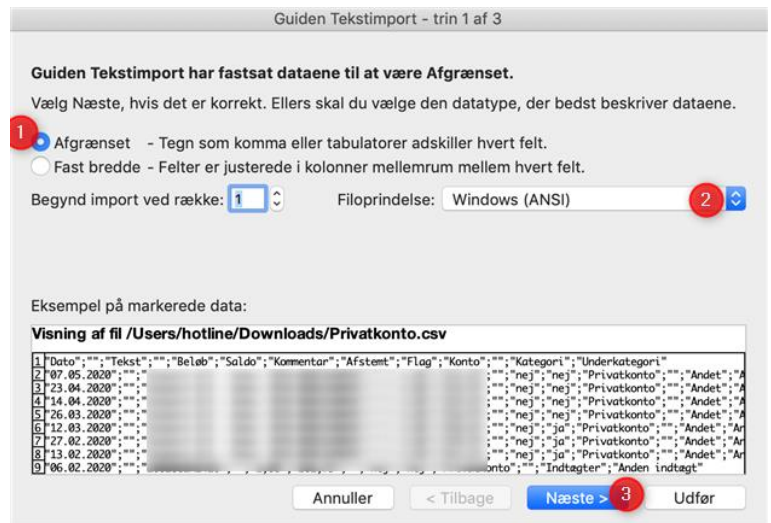 Guiden Tekstimport - trin 1 af 3
Guiden Tekstimport har fastsat dataene til at være Afgrænset.
Vælg Næste, hvis det er korrekt. Ellers skal du vælge den datatype, der bedst beskriver dataene.
1
Afgrænset - Tegn som komma eller tabulatorer adskiller hvert felt.
Fast bredde - Felter er justerede i kolonner mellemrum mellem hvert felt.
Begynd import ved række: 1 Filoprindelse: Windows (ANSI) 2
Eksempel på markerede data:
Visning af fil /Users/hotline/Downloads/Privatkonto.csv
1 "Dato";"";"Tekst";"";"Beløb";"Saldo";"Kommentar";"Afstemt";"Flag";"Konto";"";"Kategori";"Underkategori"
2 "07.05.2020";"";" ;"";"nej";"nej";"Privatkonto";"";"Andet";"A
3 "23.04.2020";"";" ;"";"nej";"nej";"Privatkonto";"";"Andet";"A
4 "14.04.2020";"";" ;"";"nej";"nej";"Privatkonto";"";"Andet";"A
5 "26.03.2020";"";" ;"";"nej";"nej";"Privatkonto";"";"Andet";"A
6 "12.03.2020";"";" ;"";"nej";"ja";"Privatkonto";"";"Andet";"An
7 "27.02.2020";"";" ;"";"nej";"ja";"Privatkonto";"";"Andet";"An
8 "13.02.2020";"";" ;"";"nej";"ja";"Privatkonto";"";"Andet";"An
9 "06.02.2020";"";" onto";"";"Indtægter";"Anden indtægt"
Annuller < Tilbage Næste > 3 Udfør